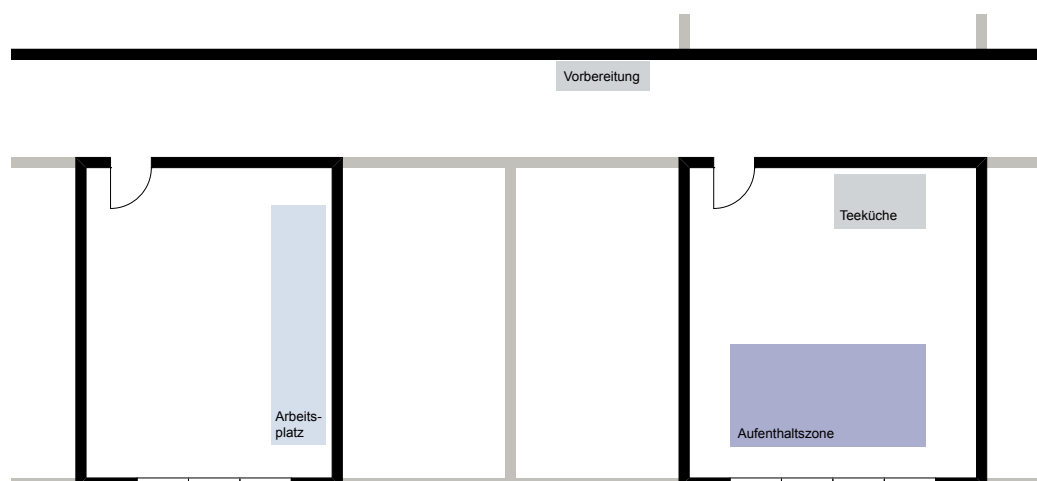 Vorbereitung
Teeküche
Arbeits-
platz
Aufenthaltszone